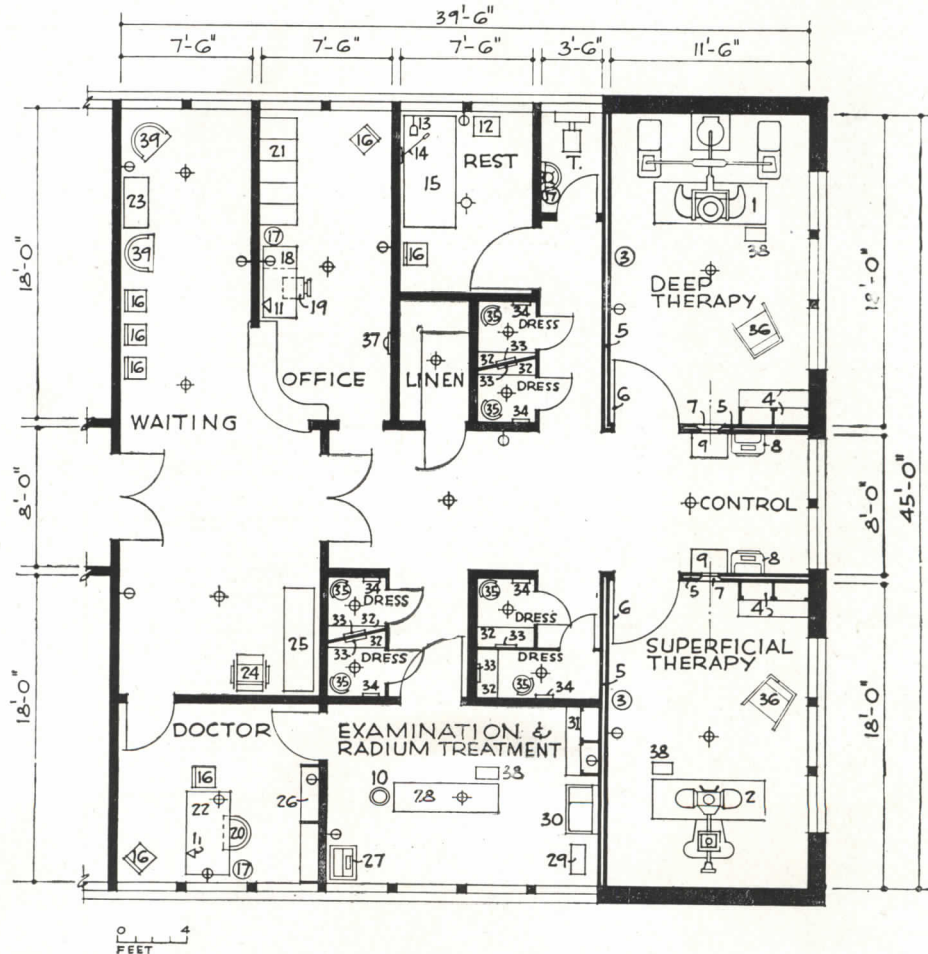 39'-6"
7'-6" 7'-6" 7'-6" 3'-6" 11'-6"
39 21 16 13 12 T.
14 REST
23 15 1
17
39 17 16 38
18 3
18'-0" 18'-0" 18'-0"
16 11 19 DEEP
THERAPY
16 35 34 36
DRESS
37 33 5
16 32 32
33 DRESS
OFFICE LINEN 35 34 6 4
WAITING 7 5
9 8
8'-0" CONTROL 8'-0" 45'-0"
9 8
35 34 35 34 5 7 4
DRESS DRESS 6
33 32 32 33 SUPERFICIAL
33 32 DRESS THERAPY
25 DRESS 33 5
24 35 34 32 35 34 3 36
18'-0" 18'-0"
DOCTOR EXAMINATION & 31
RADIUM TREATMENT
16 10 38 38
22 26 28 2
11 20 30
16 17 27 29
0 4
FEET